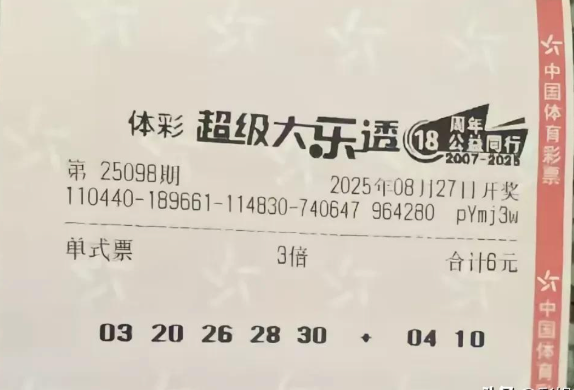 体彩 超级大乐透 18周年 公益同行 2007-2025
第 25098期 2025年08月27日开奖
110440-189661-114830-740647 964280 pYmj3w
单式票 3倍 合计6元
03 20 26 28 30 + 04 10
中国体育彩票
中国体育